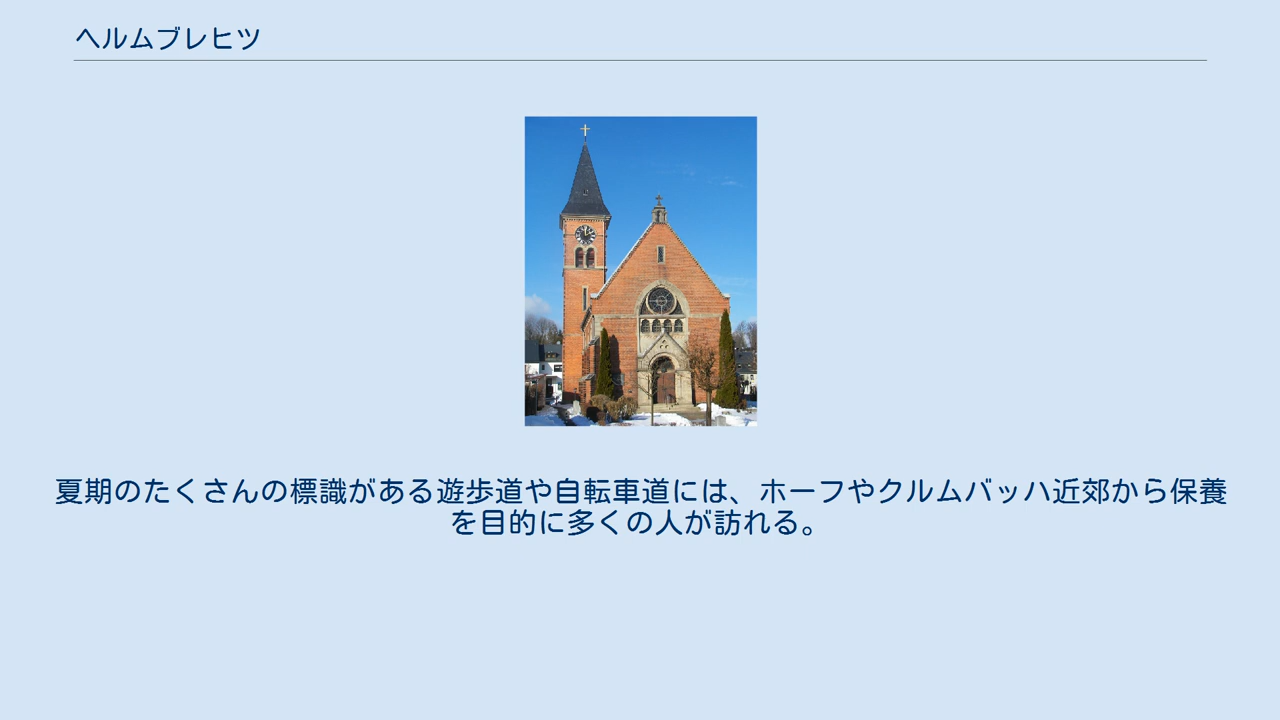 ヘルムブレヒツ
夏期のたくさんの標識がある遊歩道や自転車道には、ホーフやクルムバッハ近郊から保養
を目的に多くの人が訪れる。